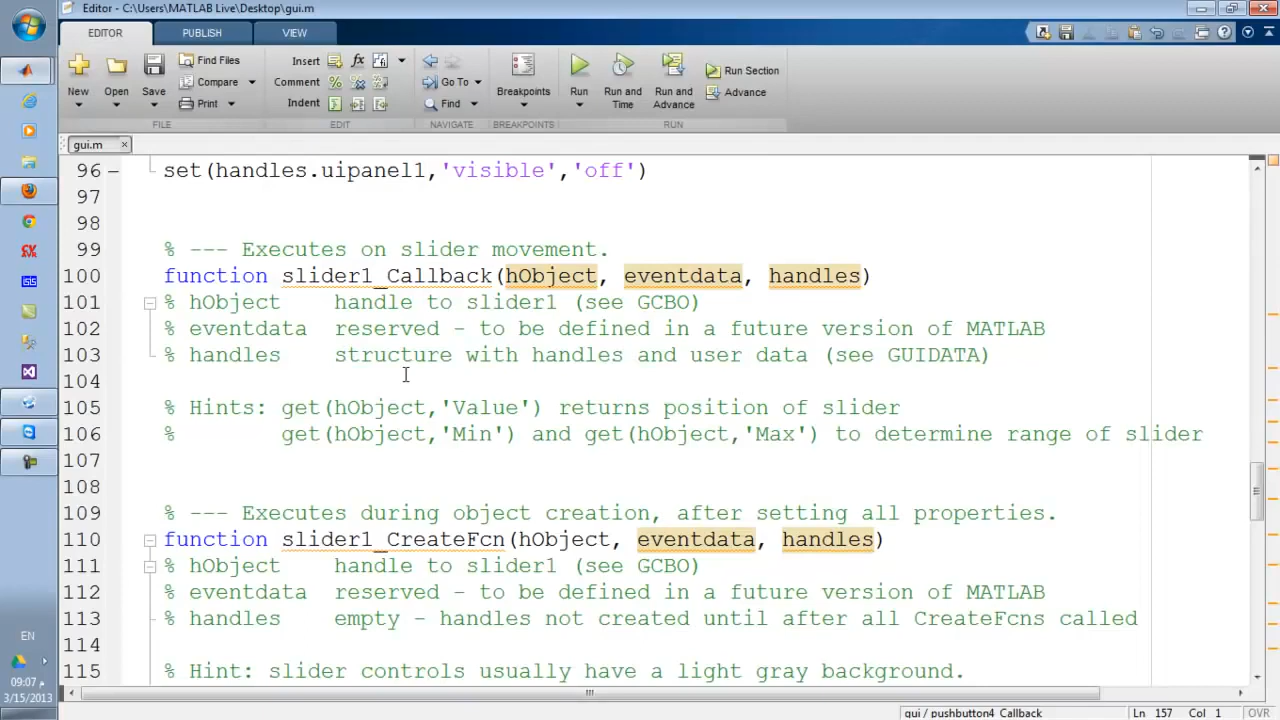 Editor - C:\Users\MATLAB Live\Desktop\gui.m
EDITOR PUBLISH VIEW
New Open Save Find Files Compare Print
Insert Comment Indent fx
Go To Find
Breakpoints
Run Run and Time Run and Advance Run Section Advance
FILE EDIT NAVIGATE BREAKPOINTS RUN
gui.m
96 set(handles.uipanel1,'visible','off')
97
98
99 % --- Executes on slider movement.
100 function slider1_Callback(hObject, eventdata, handles)
101 % hObject    handle to slider1 (see GCBO)
102 % eventdata  reserved - to be defined in a future version of MATLAB
103 % handles    structure with handles and user data (see GUIDATA)
104
105 % Hints: get(hObject,'Value') returns position of slider
106 %        get(hObject,'Min') and get(hObject,'Max') to determine range of slider
107
108
109 % --- Executes during object creation, after setting all properties.
110 function slider1_CreateFcn(hObject, eventdata, handles)
111 % hObject    handle to slider1 (see GCBO)
112 % eventdata  reserved - to be defined in a future version of MATLAB
113 % handles    empty - handles not created until after all CreateFcns called
114
115 % Hint: slider controls usually have a light gray background.
EN
09:07 م
3/15/2013
gui / pushbutton4_Callback Ln 157 Col 1 OVR